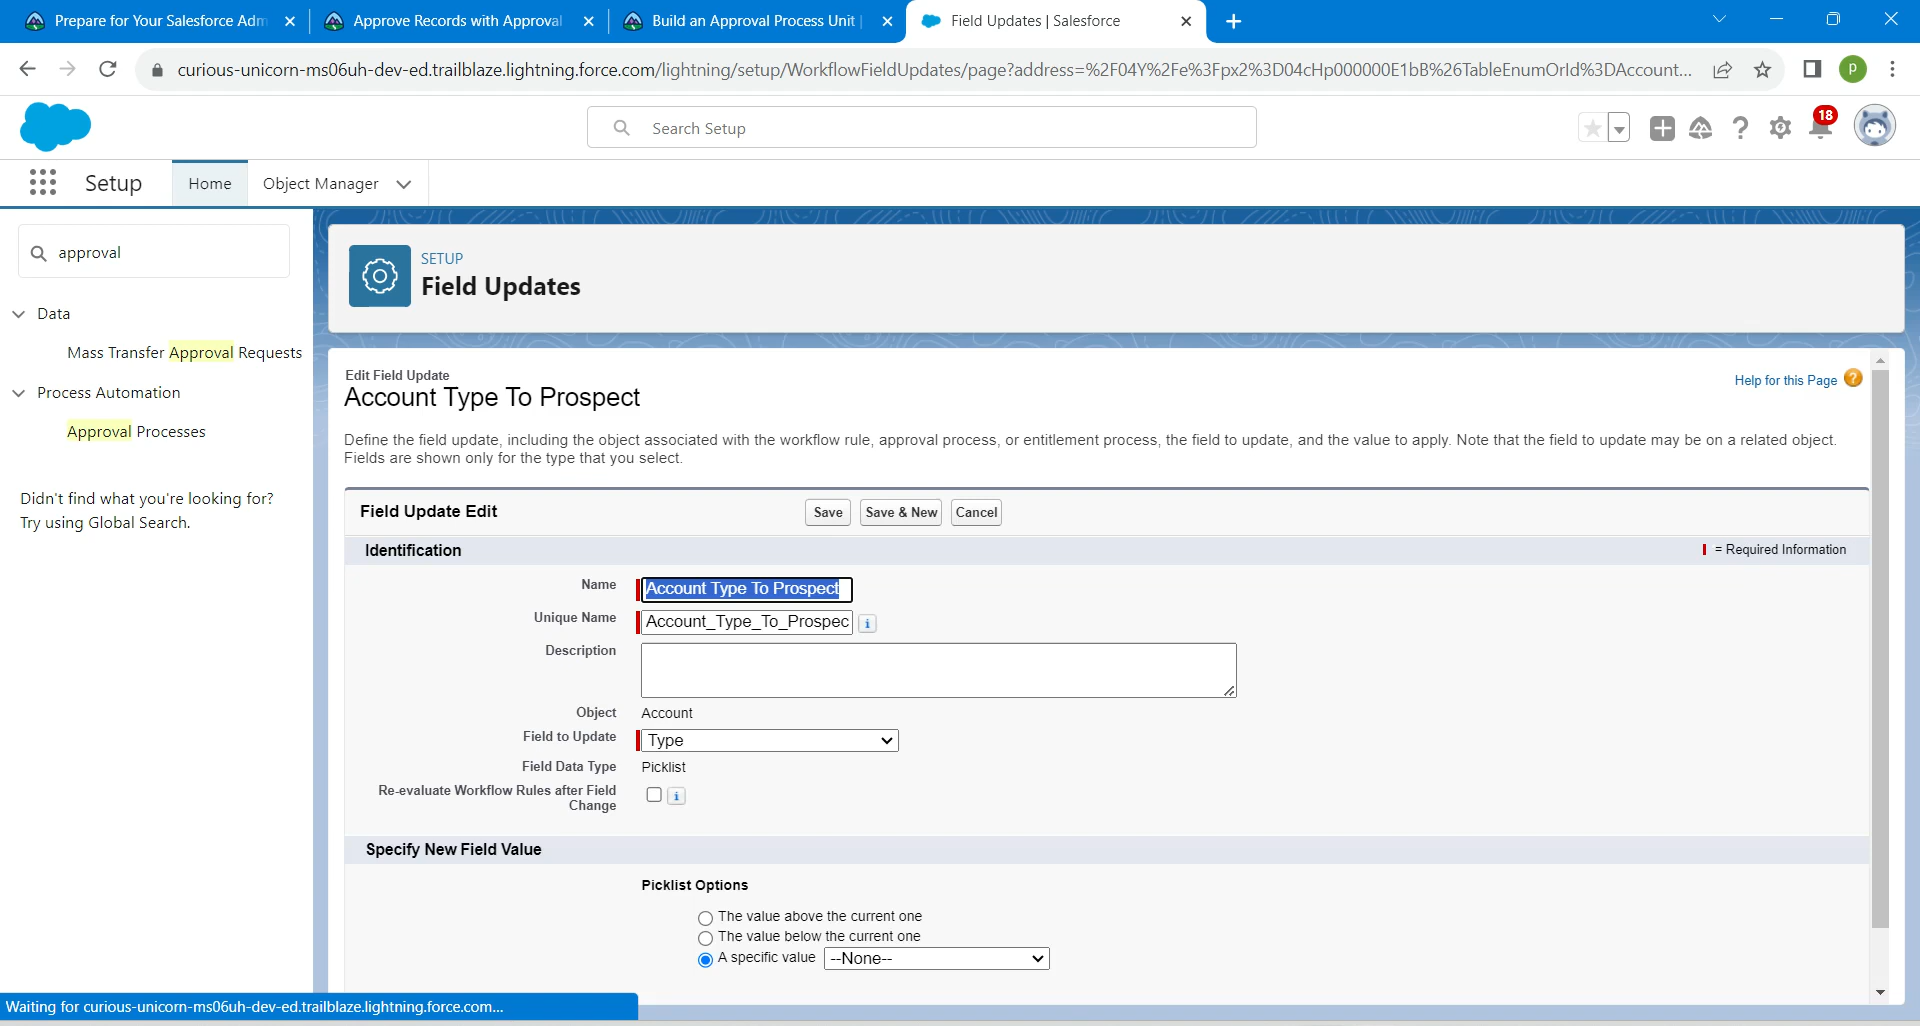 Prepare for Your Salesforce Adm
Approve Records with Approval
Build an Approval Process Unit |
Field Updates | Salesforce
curious-unicorn-ms06uh-dev-ed.trailblaze.lightning.force.com/lightning/setup/WorkflowFieldUpdates/page?address=%2F04Y%2Fe%3Fpx2%3D04cHp000000E1bB%26TableEnumOrId%3DAccount...
P
Search Setup
18
Setup
Home
Object Manager
approval
Data
Mass Transfer Approval Requests
Process Automation
Approval Processes
Didn't find what you're looking for?
Try using Global Search.
SETUP
Field Updates
Edit Field Update
Account Type To Prospect
Help for this Page
Define the field update, including the object associated with the workflow rule, approval process, or entitlement process, the field to update, and the value to apply. Note that the field to update may be on a related object.
Fields are shown only for the type that you select.
Field Update Edit
Save
Save & New
Cancel
Identification
= Required Information
Name
Account Type To Prospect
Unique Name
Account_Type_To_Prospec
Description
Object
Account
Field to Update
Type
Field Data Type
Picklist
Re-evaluate Workflow Rules after Field
Change
Specify New Field Value
Picklist Options
The value above the current one
The value below the current one
A specific value
--None--
Waiting for curious-unicorn-ms06uh-dev-ed.trailblaze.lightning.force.com...